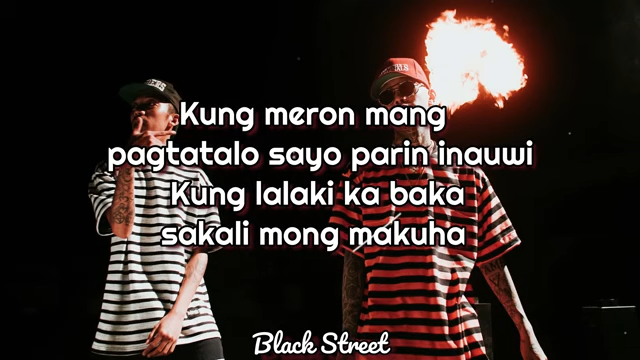 Kung meron mang
pagtatalo sayo parin inauwi
Kung lalaki ka baka
sakali mong makuha
Black Street